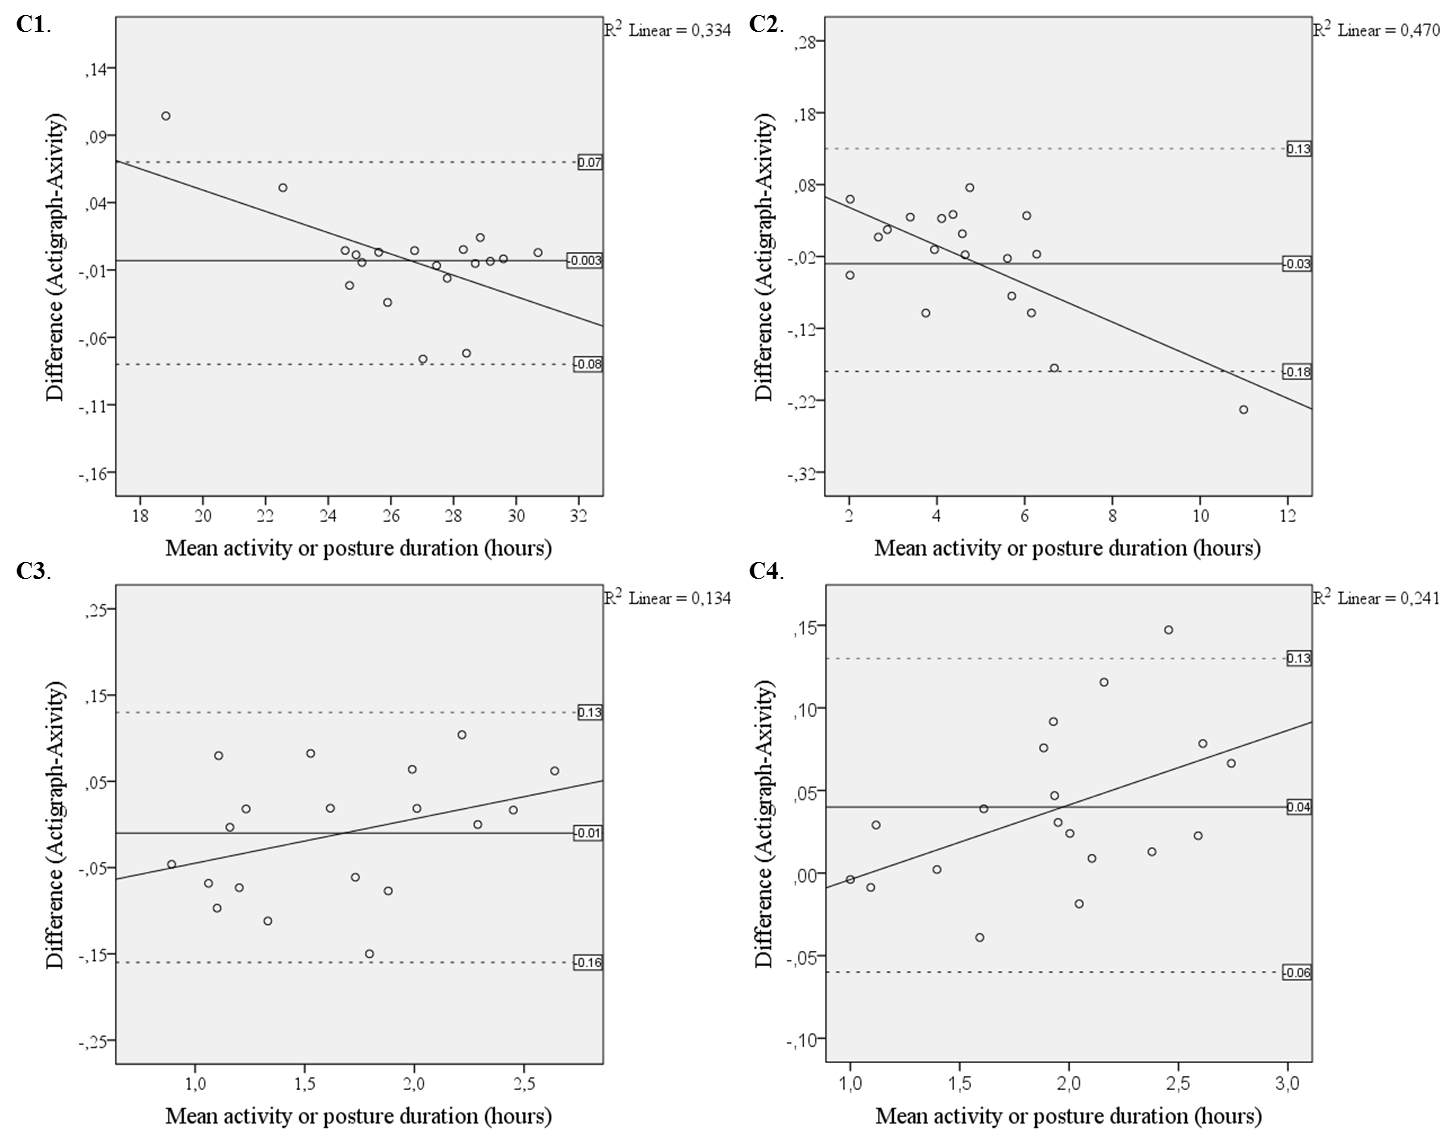 C1.
R² Linear = 0,334
Difference (Actigraph-Axivity)
,14
,09
,04
-,01
-,06
-,11
-,16
0.07
-0.003
-0.08
18 20 22 24 26 28 30 32
Mean activity or posture duration (hours)
C2.
R² Linear = 0,470
Difference (Actigraph-Axivity)
,28
,18
,08
-,02
-,12
-,22
-,32
0.13
-0.03
-0.18
2 4 6 8 10 12
Mean activity or posture duration (hours)
C3.
R² Linear = 0,134
Difference (Actigraph-Axivity)
,25
,15
,05
-,05
-,15
-,25
0.13
-0.01
-0.16
1,0 1,5 2,0 2,5
Mean activity or posture duration (hours)
C4.
R² Linear = 0,241
Difference (Actigraph-Axivity)
,15
,10
,05
,00
-,05
-,10
0.13
0.04
-0.06
1,0 1,5 2,0 2,5 3,0
Mean activity or posture duration (hours)